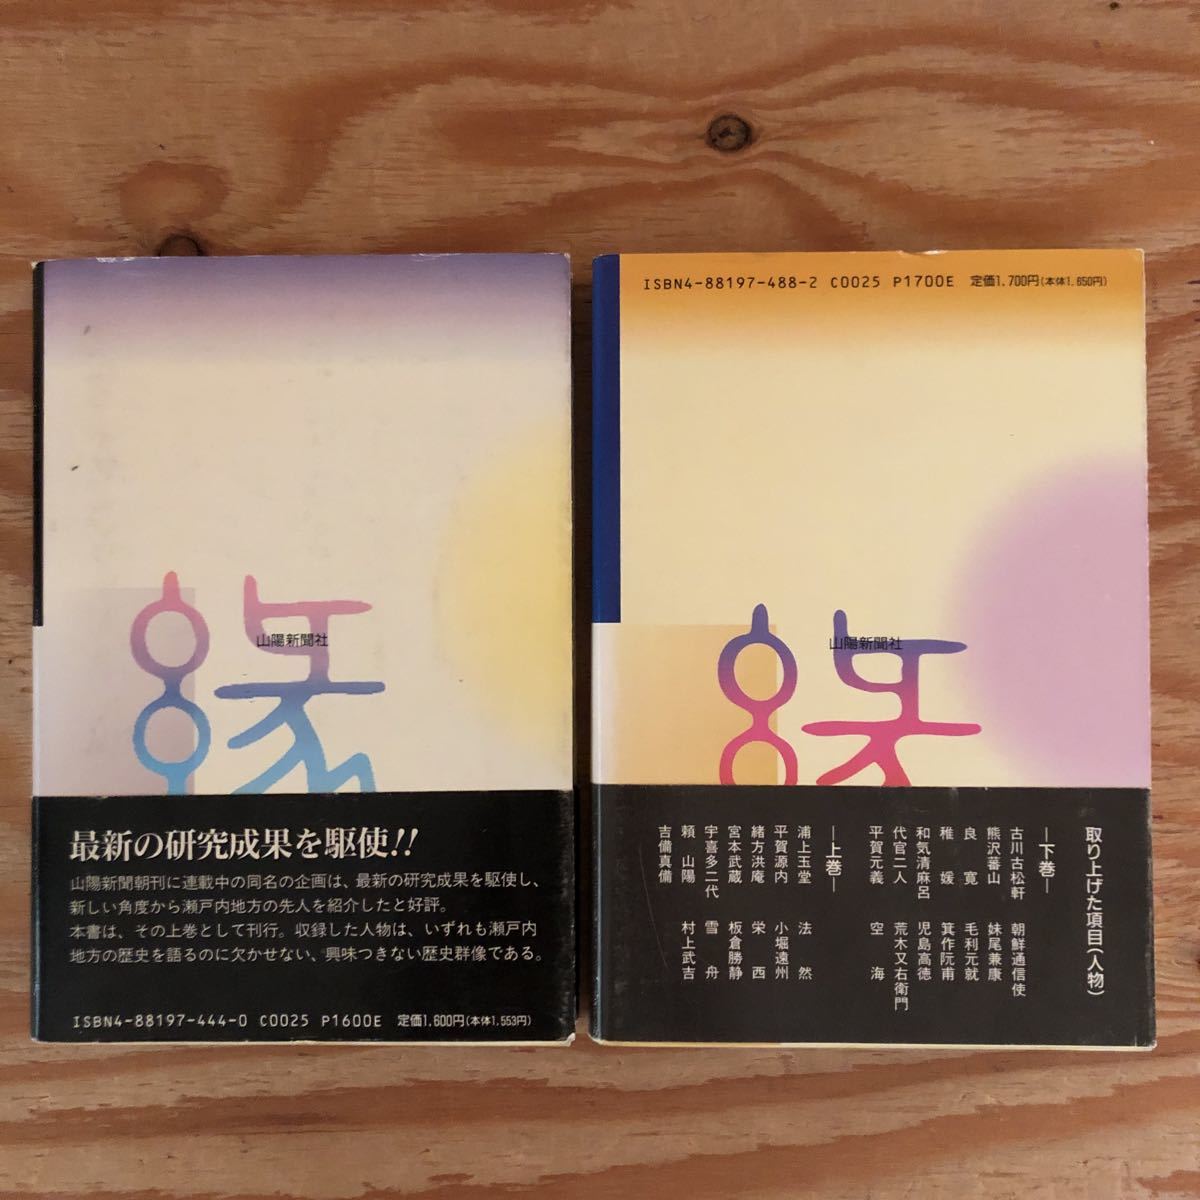 山陽新聞社
最新の研究成果を駆使!!
山陽新聞朝刊に連載中の同名の企画は、最新の研究成果を駆使し、
新しい角度から瀬戸内地方の先人を紹介したと好評。
本書は、その上巻として刊行。収録した人物は、いずれも瀬戸内
地方の歴史を語るのに欠かせない、興味つきない歴史群像である。
ISBN4-88197-444-0 C0025 P1600E 定価1,600円(本体1,553円)
ISBN4-88197-488-2 C0025 P1700E 定価1,700円(本体1,650円)
山陽新聞社
取り上げた項目(人物)
―下巻―
古川古松軒 朝鮮通信使
熊沢蕃山 妹尾兼康
良寛 毛利元就
稚媛 箕作阮甫
和気清麻呂 児島高徳
代官二人 荒木又右衛門
平賀元義 空海
―上巻―
浦上玉堂 法然
平賀源内 小堀遠州
緒方洪庵 栄西
宮本武蔵 板倉勝静
宇喜多二代 雪舟
頼山陽 村上武吉
吉備真備